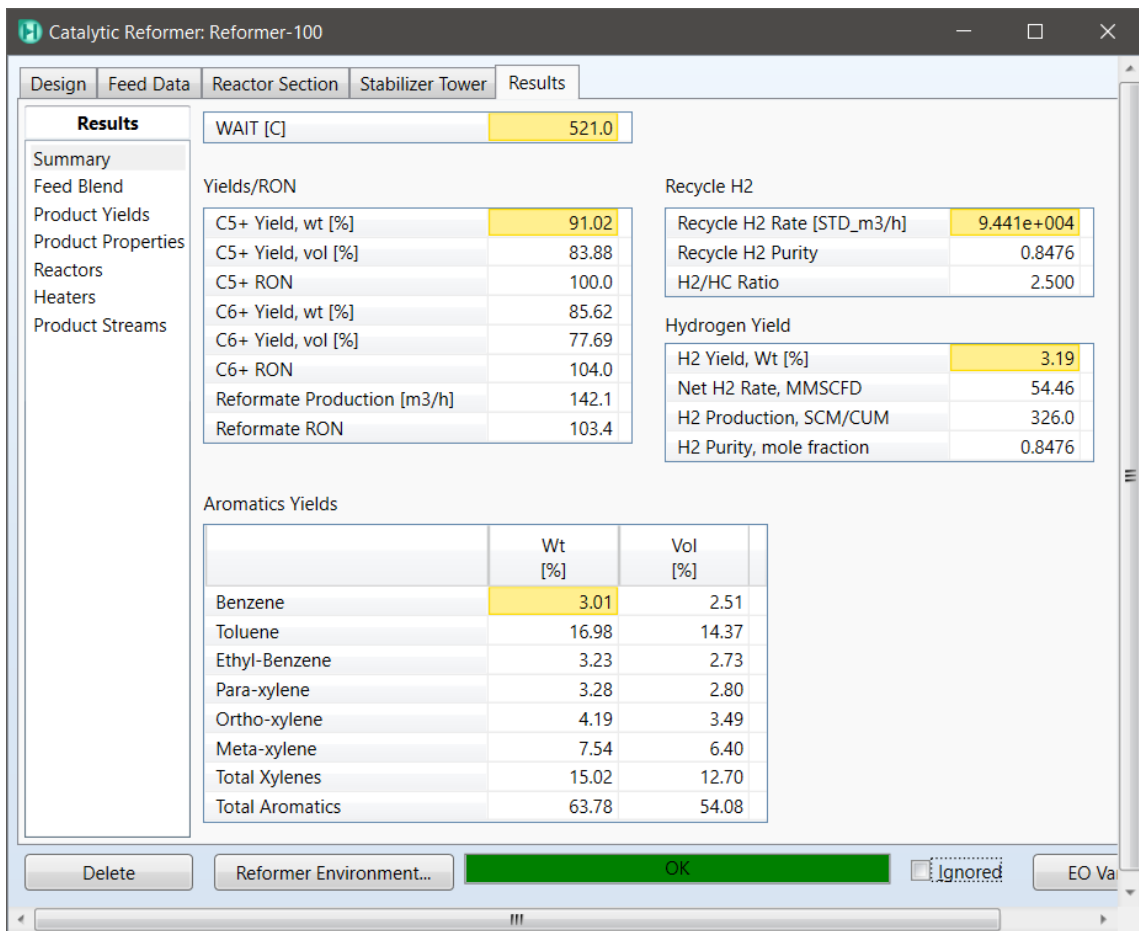 Catalytic Reformer: Reformer-100
Design Feed Data Reactor Section Stabilizer Tower Results
Results
Summary
Feed Blend
Product Yields
Product Properties
Reactors
Heaters
Product Streams
WAIT [C] 521.0
Yields/RON
C5+ Yield, wt [%] 91.02
C5+ Yield, vol [%] 83.88
C5+ RON 100.0
C6+ Yield, wt [%] 85.62
C6+ Yield, vol [%] 77.69
C6+ RON 104.0
Reformate Production [m3/h] 142.1
Reformate RON 103.4
Recycle H2
Recycle H2 Rate [STD_m3/h] 9.441e+004
Recycle H2 Purity 0.8476
H2/HC Ratio 2.500
Hydrogen Yield
H2 Yield, Wt [%] 3.19
Net H2 Rate, MMSCFD 54.46
H2 Production, SCM/CUM 326.0
H2 Purity, mole fraction 0.8476
Aromatics Yields
Wt Vol
[%] [%]
Benzene 3.01 2.51
Toluene 16.98 14.37
Ethyl-Benzene 3.23 2.73
Para-xylene 3.28 2.80
Ortho-xylene 4.19 3.49
Meta-xylene 7.54 6.40
Total Xylenes 15.02 12.70
Total Aromatics 63.78 54.08
Delete Reformer Environment... OK Ignored EO Va